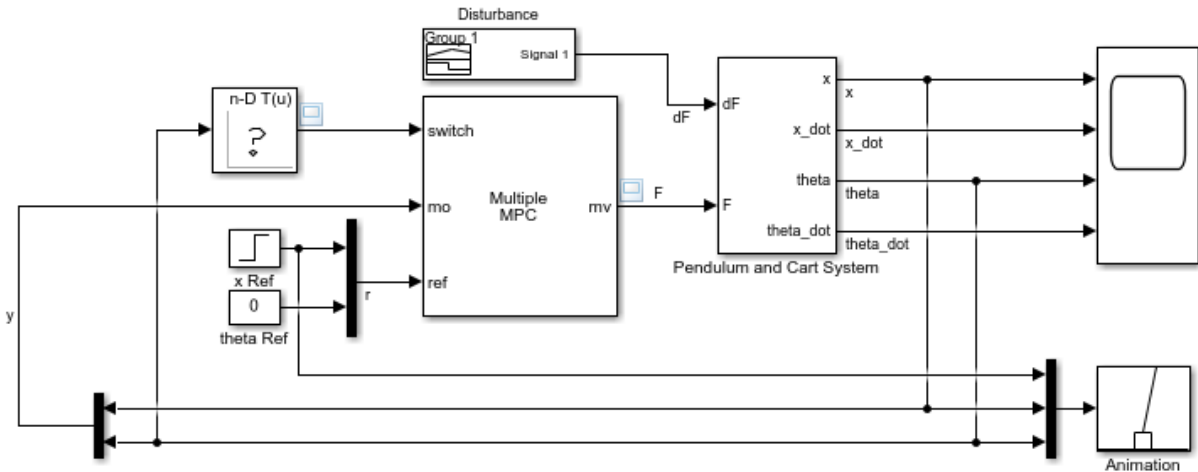 Disturbance
Group 1
Signal 1
n-D T(u)
?
switch
mo
ref
Multiple
MPC
mv
F
dF
dF
F
x
x_dot
theta
theta_dot
x
x_dot
theta
theta_dot
Pendulum and Cart System
x Ref
0
theta Ref
r
y
Animation